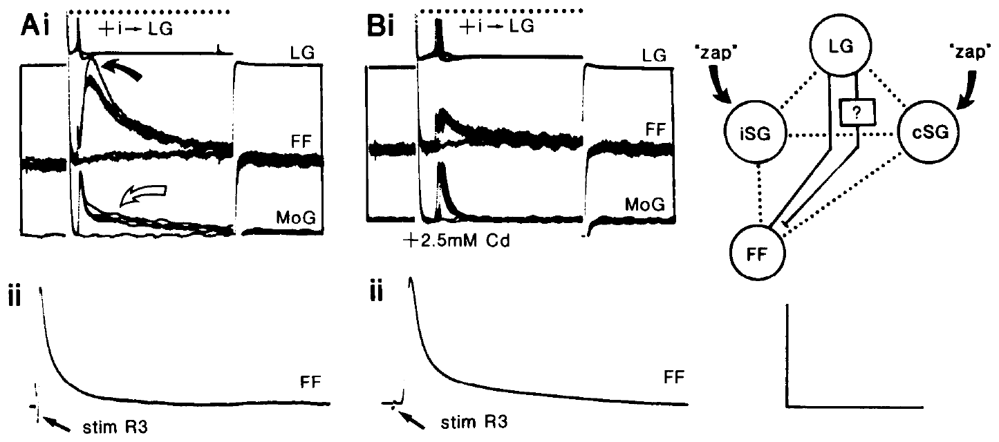 Ai
+i→LG
LG
FF
MoG
ii
FF
stim R3
Bi
+i→LG
LG
FF
MoG
+2.5mM Cd
ii
FF
stim R3
LG
"zap"
"zap"
?
iSG
cSG
FF